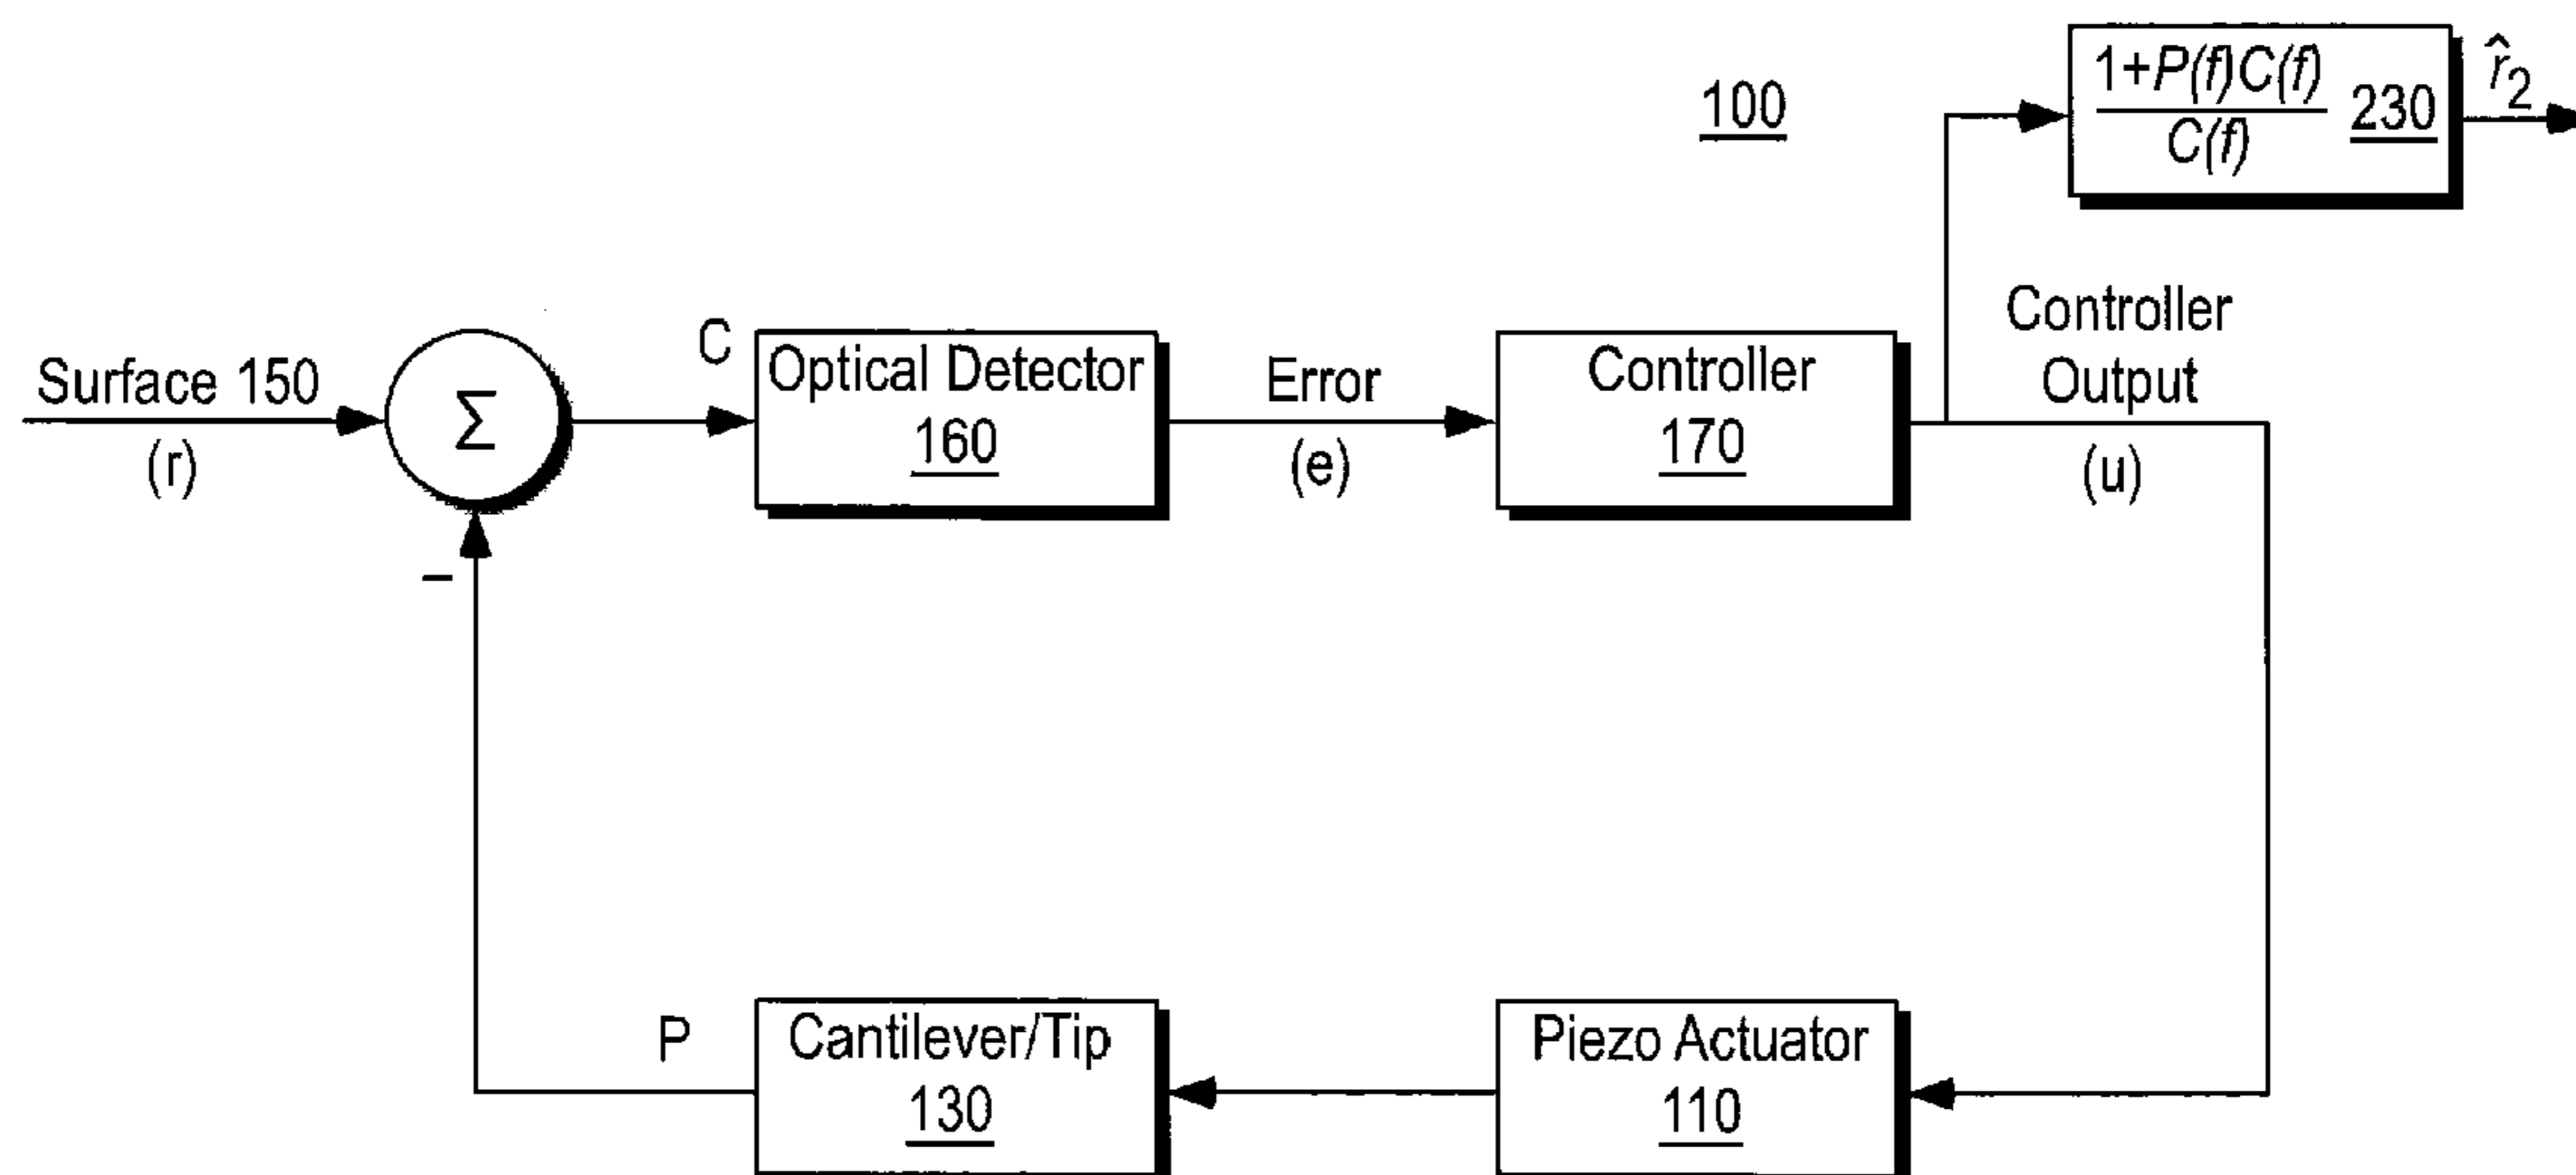 100
1+P(f)C(f)
C(f)
230
r̂2
Surface 150
(r)
Σ
−
C
Optical Detector
160
Error
(e)
Controller
170
Controller
Output
(u)
P
Cantilever/Tip
130
Piezo Actuator
110